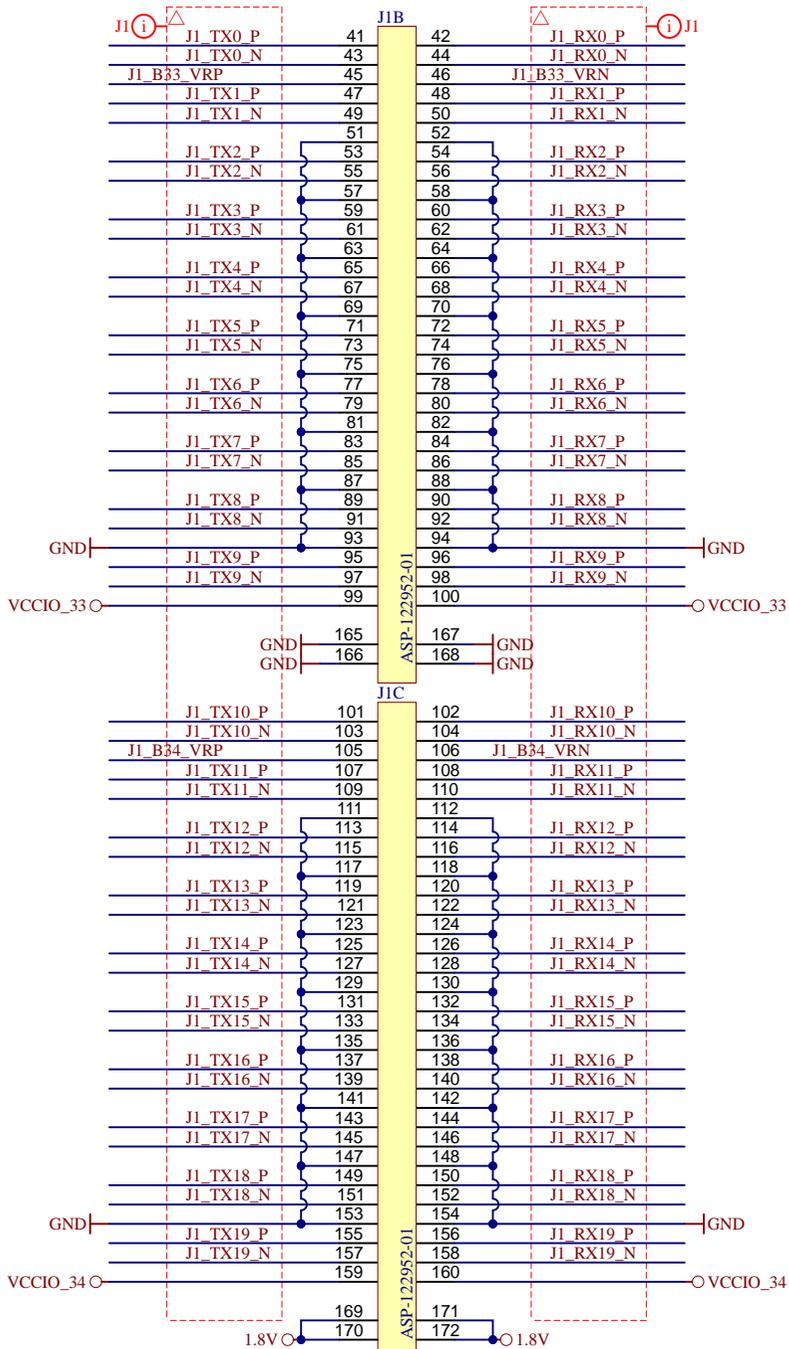 J1 i J1B i J1
J1_TX0_P 41 42 J1_RX0_P
J1_TX0_N 43 44 J1_RX0_N
J1_B33_VRP 45 46 J1_B33_VRN
J1_TX1_P 47 48 J1_RX1_P
J1_TX1_N 49 50 J1_RX1_N
51 52
J1_TX2_P 53 54 J1_RX2_P
J1_TX2_N 55 56 J1_RX2_N
57 58
J1_TX3_P 59 60 J1_RX3_P
J1_TX3_N 61 62 J1_RX3_N
63 64
J1_TX4_P 65 66 J1_RX4_P
J1_TX4_N 67 68 J1_RX4_N
69 70
J1_TX5_P 71 72 J1_RX5_P
J1_TX5_N 73 74 J1_RX5_N
75 76
J1_TX6_P 77 78 J1_RX6_P
J1_TX6_N 79 80 J1_RX6_N
81 82
J1_TX7_P 83 84 J1_RX7_P
J1_TX7_N 85 86 J1_RX7_N
87 88
J1_TX8_P 89 90 J1_RX8_P
J1_TX8_N 91 92 J1_RX8_N
GND 93 94 GND
J1_TX9_P 95 96 J1_RX9_P
J1_TX9_N 97 98 J1_RX9_N
VCCIO_33 99 100 VCCIO_33
GND 165 167 GND
GND 166 168 GND
ASP-122952-01
J1C
J1_TX10_P 101 102 J1_RX10_P
J1_TX10_N 103 104 J1_RX10_N
J1_B34_VRP 105 106 J1_B34_VRN
J1_TX11_P 107 108 J1_RX11_P
J1_TX11_N 109 110 J1_RX11_N
111 112
J1_TX12_P 113 114 J1_RX12_P
J1_TX12_N 115 116 J1_RX12_N
117 118
J1_TX13_P 119 120 J1_RX13_P
J1_TX13_N 121 122 J1_RX13_N
123 124
J1_TX14_P 125 126 J1_RX14_P
J1_TX14_N 127 128 J1_RX14_N
129 130
J1_TX15_P 131 132 J1_RX15_P
J1_TX15_N 133 134 J1_RX15_N
135 136
J1_TX16_P 137 138 J1_RX16_P
J1_TX16_N 139 140 J1_RX16_N
141 142
J1_TX17_P 143 144 J1_RX17_P
J1_TX17_N 145 146 J1_RX17_N
147 148
J1_TX18_P 149 150 J1_RX18_P
J1_TX18_N 151 152 J1_RX18_N
GND 153 154 GND
J1_TX19_P 155 156 J1_RX19_P
J1_TX19_N 157 158 J1_RX19_N
VCCIO_34 159 160 VCCIO_34
169 171
1.8V 170 172 1.8V
ASP-122952-01